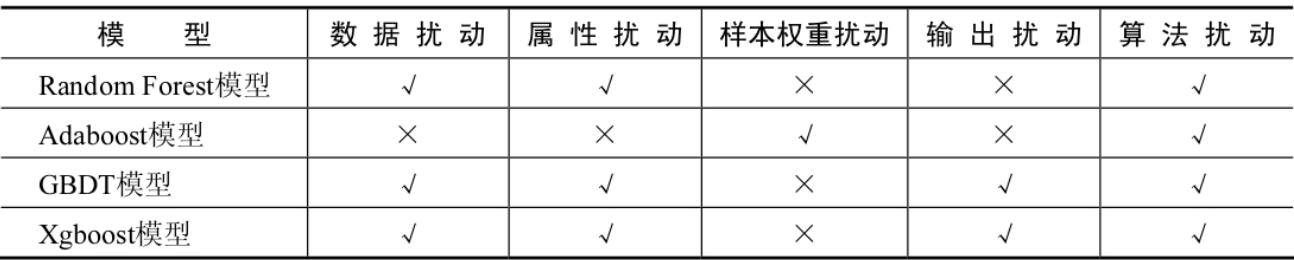 模 型 数据扰动 属性扰动 样本权重扰动 输出扰动 算法扰动
Random Forest模型 √ √ × × √
Adaboost模型 × × √ × √
GBDT模型 √ √ × √ √
Xgboost模型 √ √ × √ √